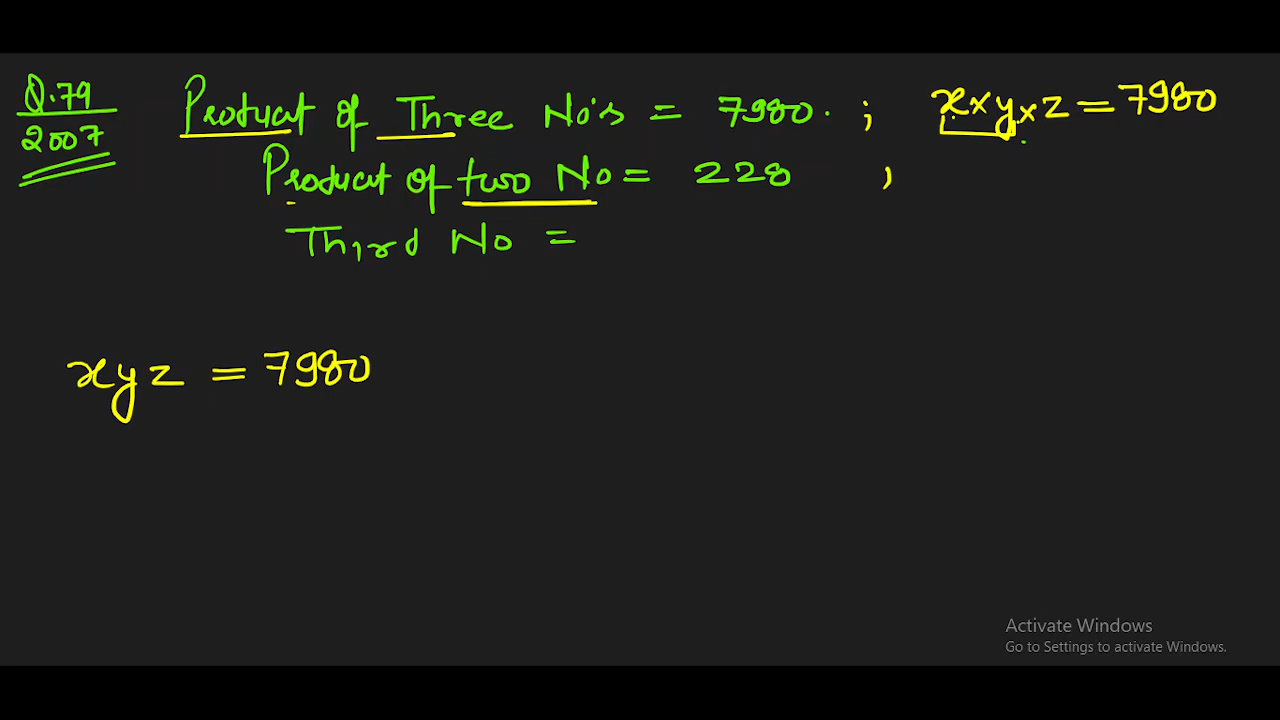 Q.79 Product of Three No's = 7980 . ; x×y×z = 7980
2007
Product of two No = 228 ,
Third No =
xyz = 7980
Activate Windows
Go to Settings to activate Windows.